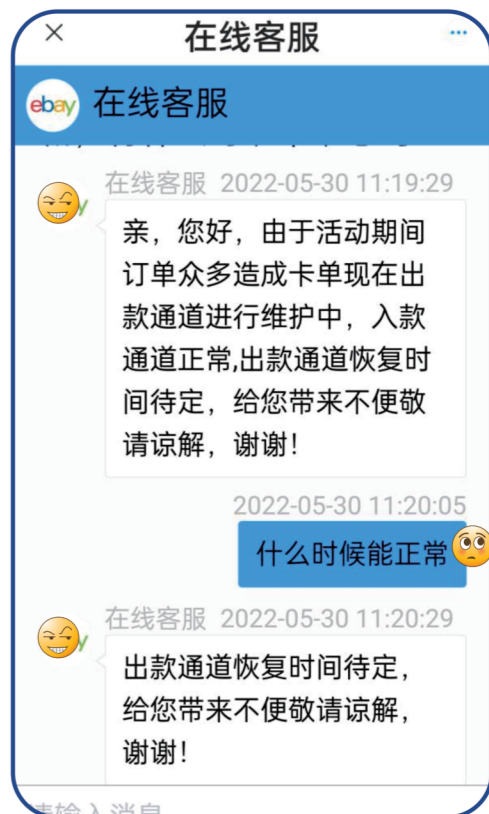 在线客服
ebay 在线客服
在线客服 2022-05-30 11:19:29
亲，您好，由于活动期间
订单众多造成卡单现在出
款通道进行维护中，入款
通道正常,出款通道恢复时
间待定，给您带来不便敬
请谅解，谢谢！
2022-05-30 11:20:05
什么时候能正常
在线客服 2022-05-30 11:20:29
出款通道恢复时间待定，
给您带来不便敬请谅解，
谢谢！
请输入消息